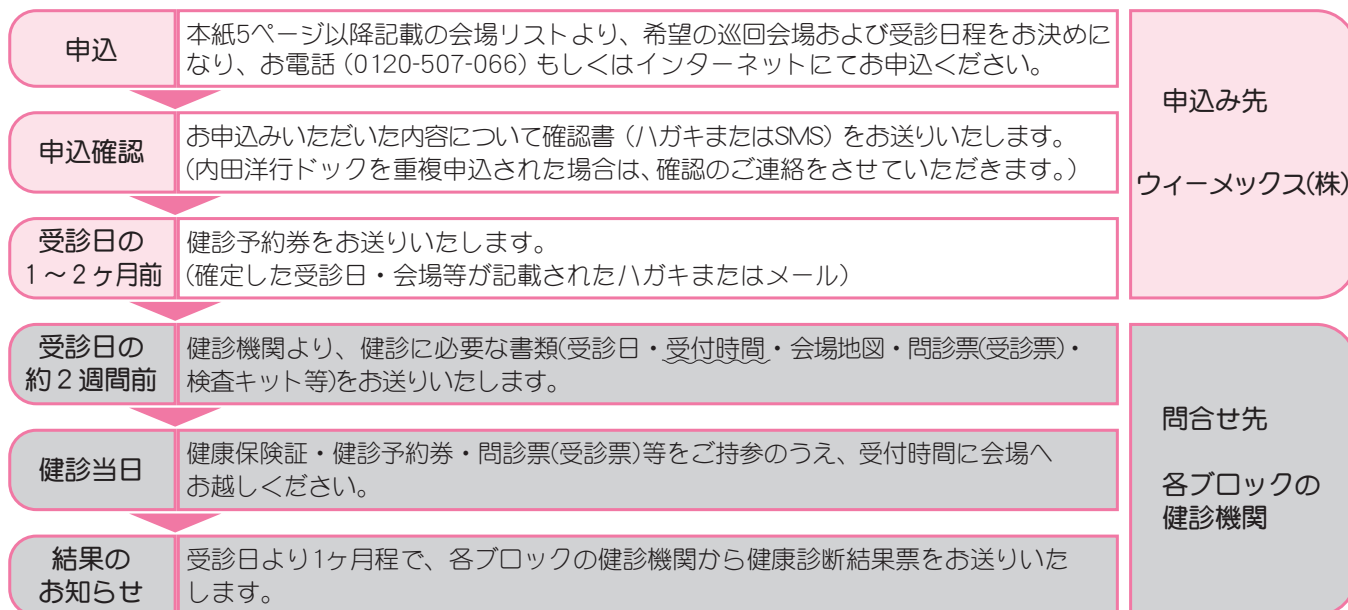 申込
本紙5ページ以降記載の会場リストより、希望の巡回会場および受診日程をお決めに
なり、お電話（0120-507-066）もしくはインターネットにてお申込ください。
申込確認
お申込みいただいた内容について確認書（ハガキまたはSMS）をお送りいたします。
(内田洋行ドックを重複申込された場合は、確認のご連絡をさせていただきます。)
受診日の
1～2ヶ月前
健診予約券をお送りいたします。
(確定した受診日・会場等が記載されたハガキまたはメール)
申込み先
ウィーメックス(株)
受診日の
約2週間前
健診機関より、健診に必要な書類(受診日・受付時間・会場地図・問診票(受診票)・
検査キット等)をお送りいたします。
健診当日
健康保険証・健診予約券・問診票(受診票)等をご持参のうえ、受付時間に会場へ
お越しください。
結果の
お知らせ
受診日より1ヶ月程で、各ブロックの健診機関から健康診断結果票をお送りいた
します。
問合せ先
各ブロックの
健診機関